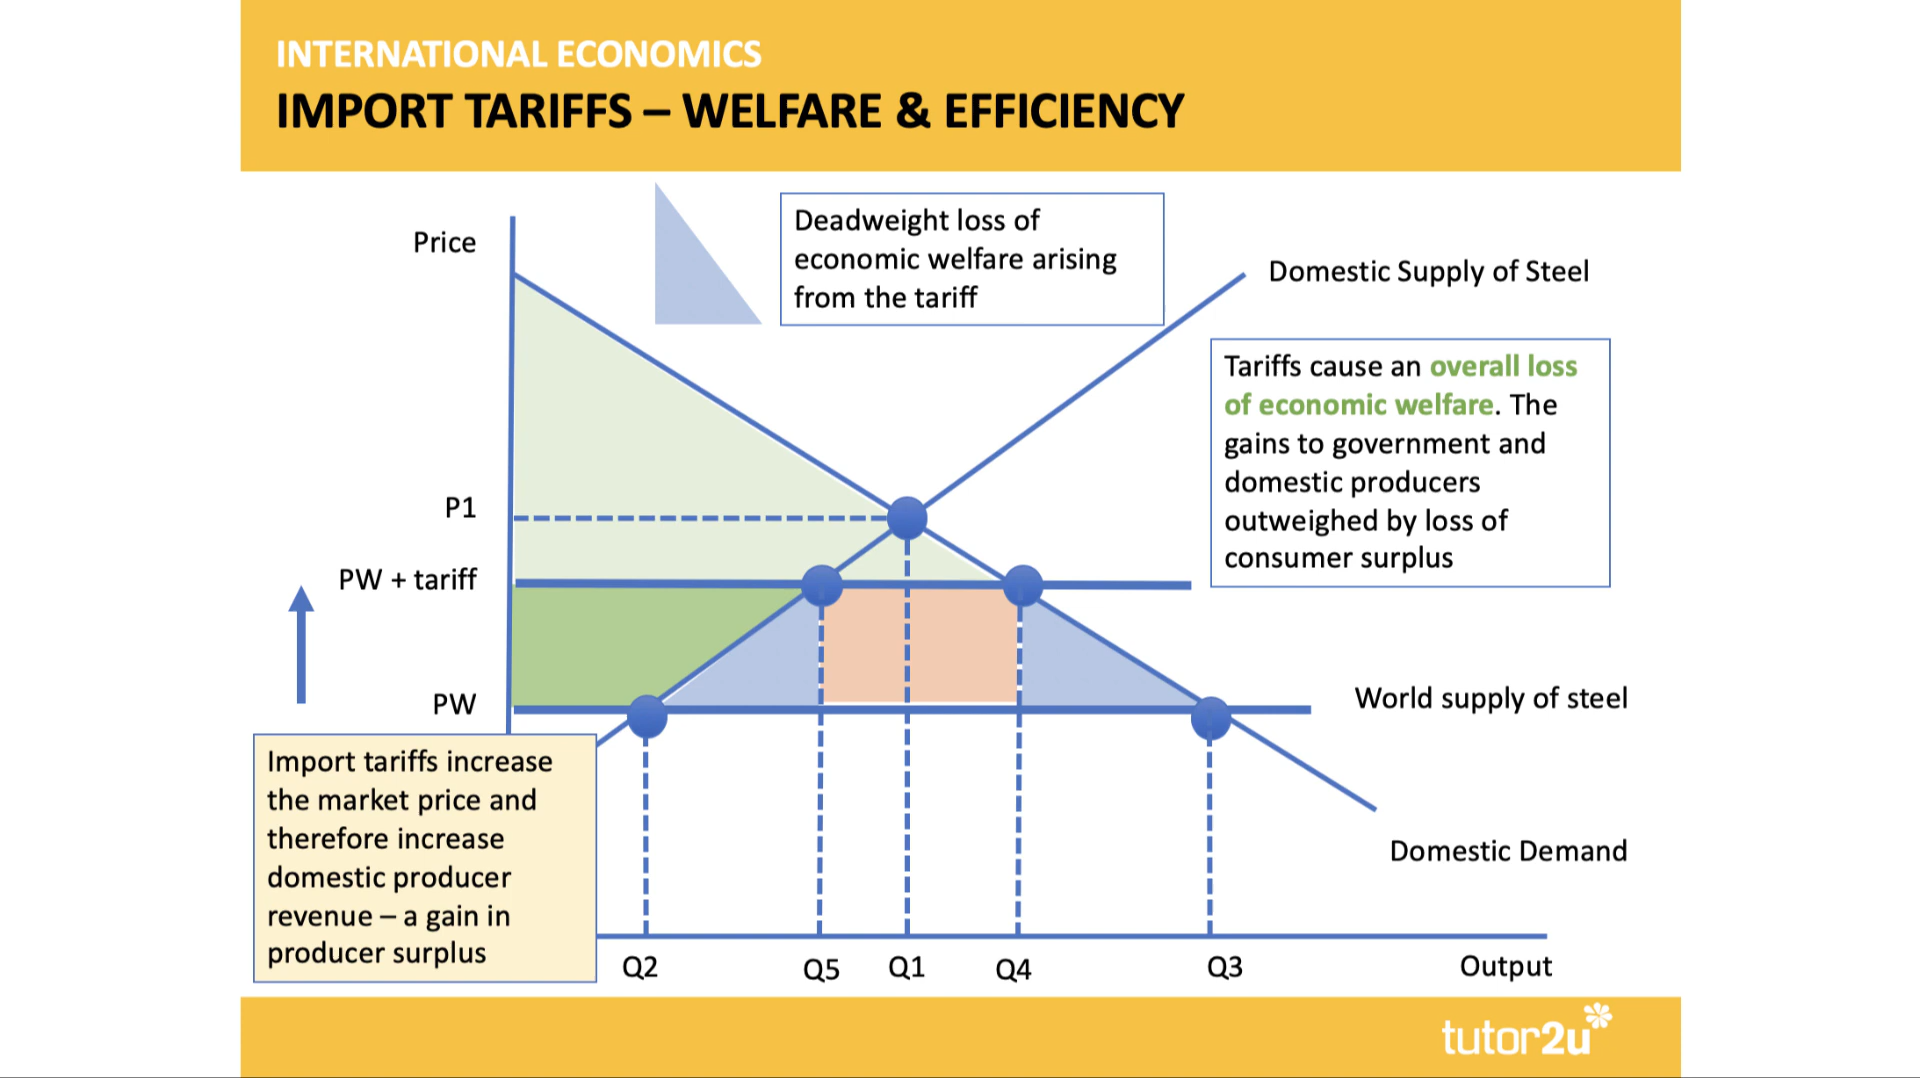 INTERNATIONAL ECONOMICS
IMPORT TARIFFS – WELFARE & EFFICIENCY
Deadweight loss of
economic welfare arising
from the tariff
Price
Domestic Supply of Steel
Tariffs cause an overall loss
of economic welfare. The
gains to government and
domestic producers
outweighed by loss of
consumer surplus
P1
PW + tariff
PW
World supply of steel
Import tariffs increase
the market price and
therefore increase
domestic producer
revenue – a gain in
producer surplus
Domestic Demand
Q2
Q5
Q1
Q4
Q3
Output
tutor2u